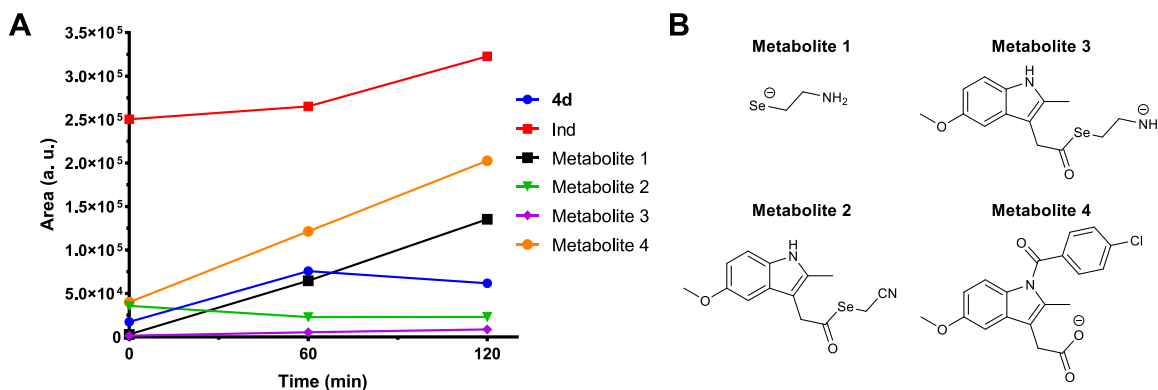 A
3.5×10⁵
3.0×10⁵
2.5×10⁵
2.0×10⁵
1.5×10⁵
1.0×10⁵
5.0×10⁴
0
Area (a. u.)
0 60 120
Time (min)
4d
Ind
Metabolite 1
Metabolite 2
Metabolite 3
Metabolite 4
B
Metabolite 1
⊖
Se
NH₂
Metabolite 3
H
N
O
Se
O
⊖
NH
Metabolite 2
H
N
O
Se
CN
O
Metabolite 4
O
Cl
N
O
⊖
O
O